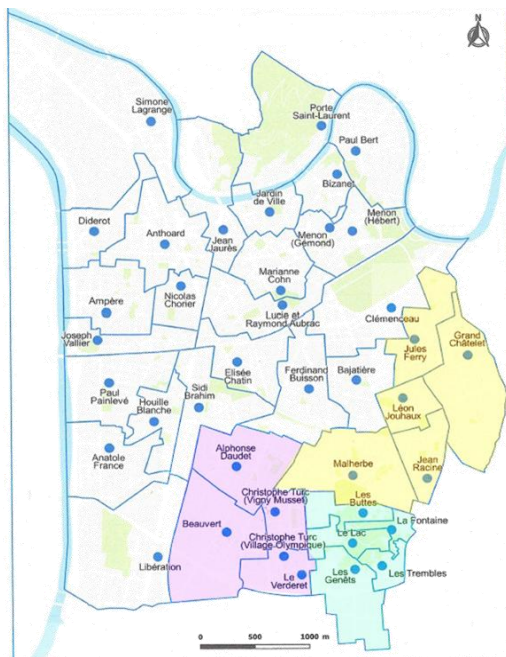 N
Simone
Lagrange
Porte
Saint-Laurent
Paul Bert
Bizanet
Jardin
de Ville
Diderot
Anthoard
Jean
Jaurès
Menon
(Gémond)
Menon
(Hébert)
Marianne
Cohn
Ampère
Nicolas
Chorier
Lucie et
Raymond Aubrac
Clémenceau
Joseph
Vallier
Jules
Ferry
Grand
Châtelet
Paul
Painlevé
Houille
Blanche
Sidi
Brahim
Elisée
Chatin
Ferdinand
Buisson
Bajatière
Léon
Jouhaux
Anatole
France
Alphonse
Daudet
Malherbe
Jean
Racine
Christophe Turc
(Vigny Musset)
Les
Buttes
La Fontaine
Beauvert
Christophe Turc
(Village Olympique)
Le Lac
Libération
Le
Verderet
Les
Genêts
Les Trembles
0 500 1000 m